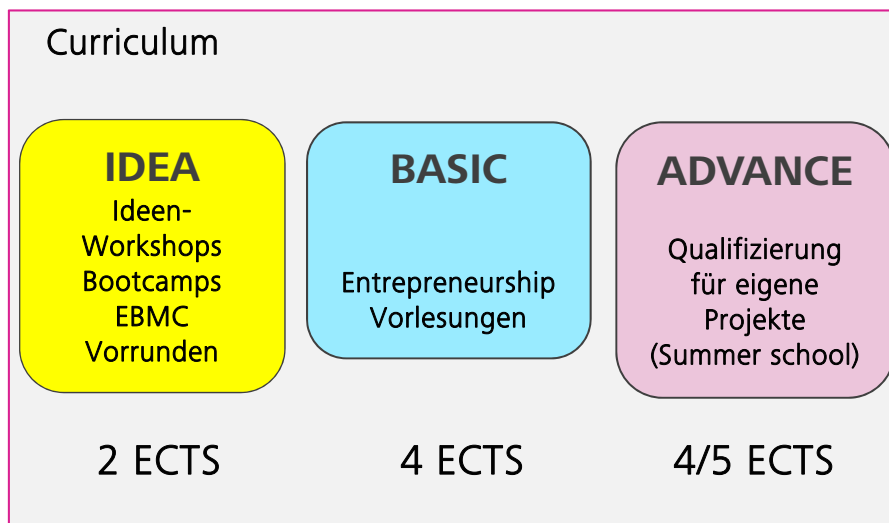 Curriculum
IDEA
Ideen-
Workshops
Bootcamps
EBMC
Vorrunden
2 ECTS
BASIC
Entrepreneurship
Vorlesungen
4 ECTS
ADVANCE
Qualifizierung
für eigene
Projekte
(Summer school)
4/5 ECTS